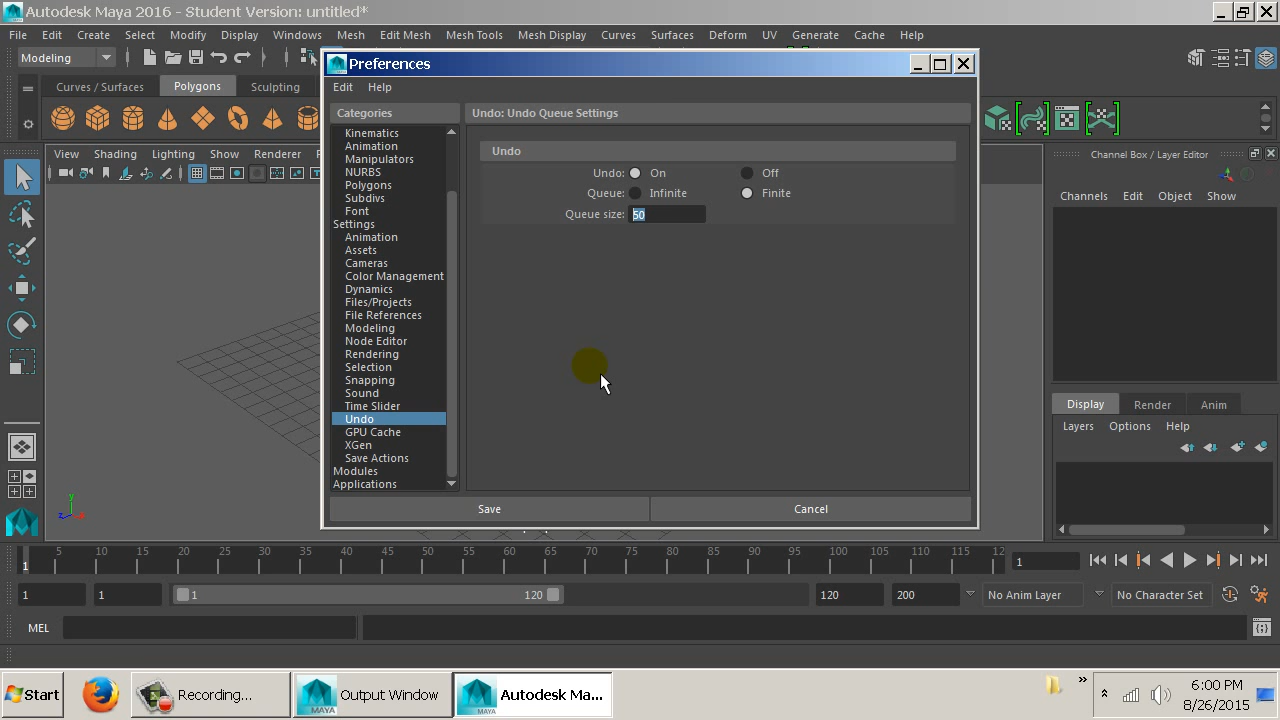 Autodesk Maya 2016 - Student Version: untitled*
File Edit Create Select Modify Display Windows Mesh Edit Mesh Mesh Tools Mesh Display Curves Surfaces Deform UV Generate Cache Help
Modeling
Curves / Surfaces Polygons Sculpting
View Shading Lighting Show Renderer
Preferences
Edit Help
Categories
Kinematics
Animation
Manipulators
NURBS
Polygons
Subdivs
Font
Settings
Animation
Assets
Cameras
Color Management
Dynamics
Files/Projects
File References
Modeling
Node Editor
Rendering
Selection
Snapping
Sound
Time Slider
Undo
GPU Cache
XGen
Save Actions
Modules
Applications
Undo: Undo Queue Settings
Undo
Undo: On Off
Queue: Infinite Finite
Queue size: 50
Save Cancel
Channel Box / Layer Editor
Channels Edit Object Show
Display Render Anim
Layers Options Help
y
z
5 10 15 20 25 30 35 40 45 50 55 60 65 70 75 80 85 90 95 100 105 110 115 12
1
1
1 1 1 120 120 200 No Anim Layer No Character Set
MEL
Start Recording... MAYA Output Window MAYA Autodesk Ma... » 6:00 PM
8/26/2015